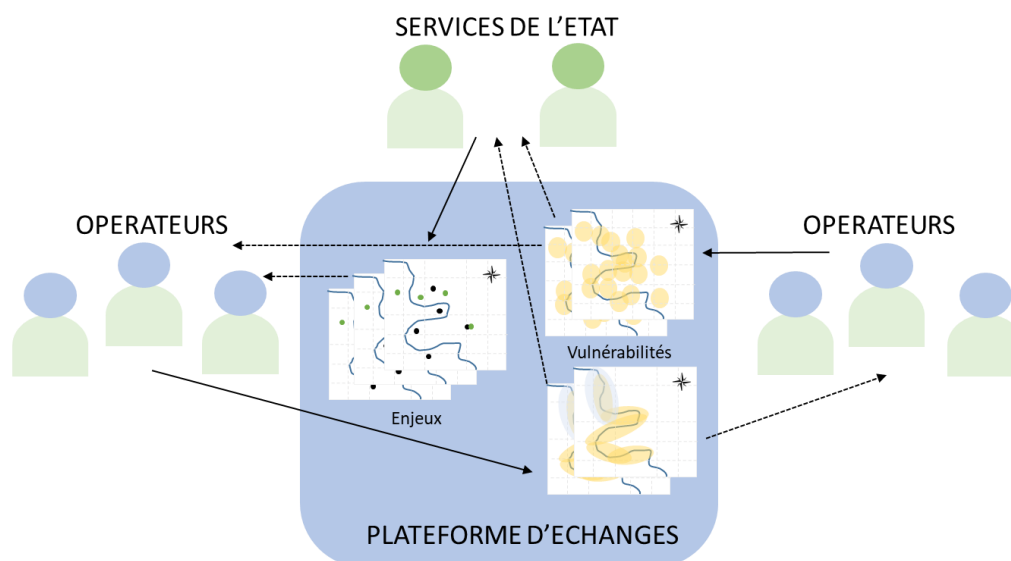 SERVICES DE L'ETAT
OPERATEURS
OPERATEURS
Vulnérabilités
Enjeux
PLATEFORME D'ECHANGES